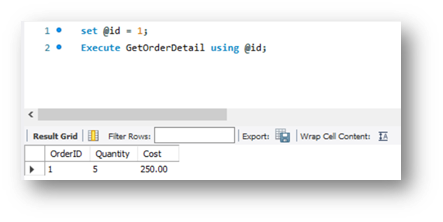 1 set @id = 1;
2 Execute GetOrderDetail using @id;
Result Grid Filter Rows: Export: Wrap Cell Content:
OrderID Quantity Cost
1 5 250.00